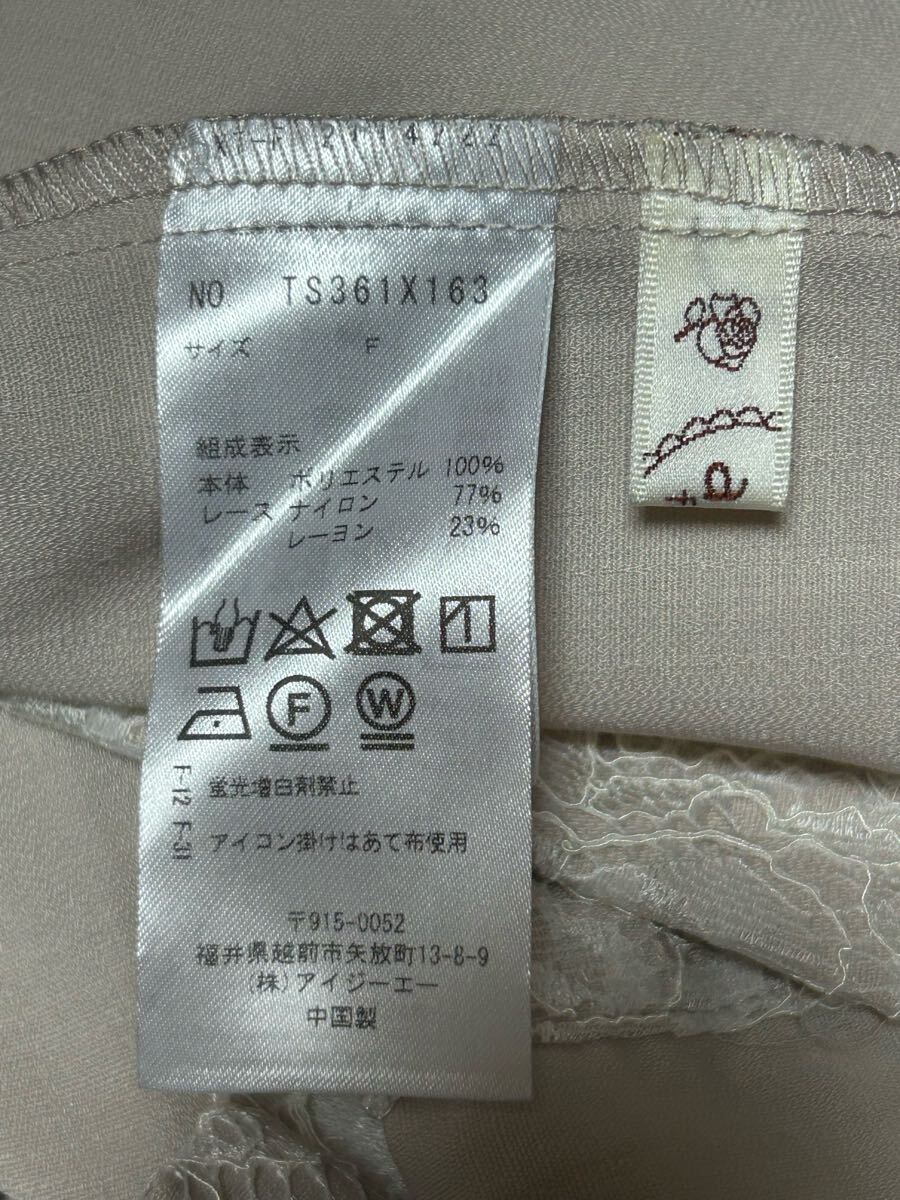 NO TS361X163
サイズ F
組成表示
本体 ポリエステル 100%
レース ナイロン 77%
レーヨン 23%
F
W
F-12 F-31
蛍光増白剤禁止
アイコン掛けはあて布使用
〒915-0052
福井県越前市矢放町13-8-9
(株)アイジーエー
中国製